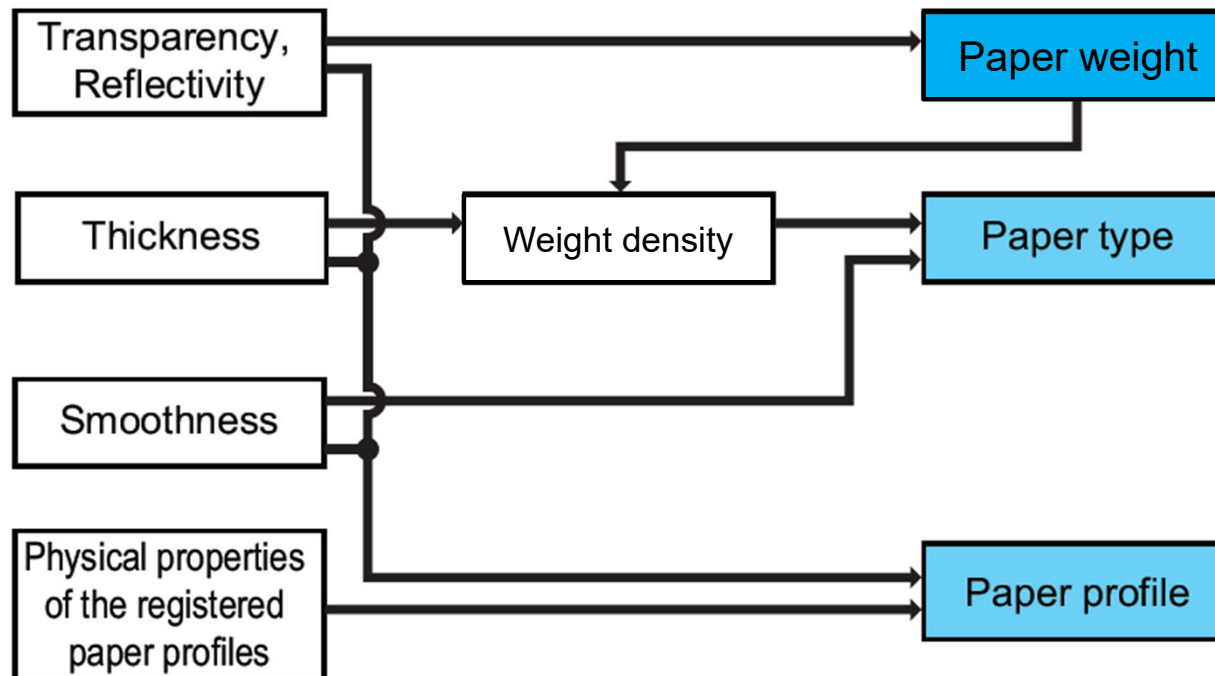 Transparency,
Reflectivity
Paper weight
Thickness
Weight density
Paper type
Smoothness
Physical properties
of the registered
paper profiles
Paper profile